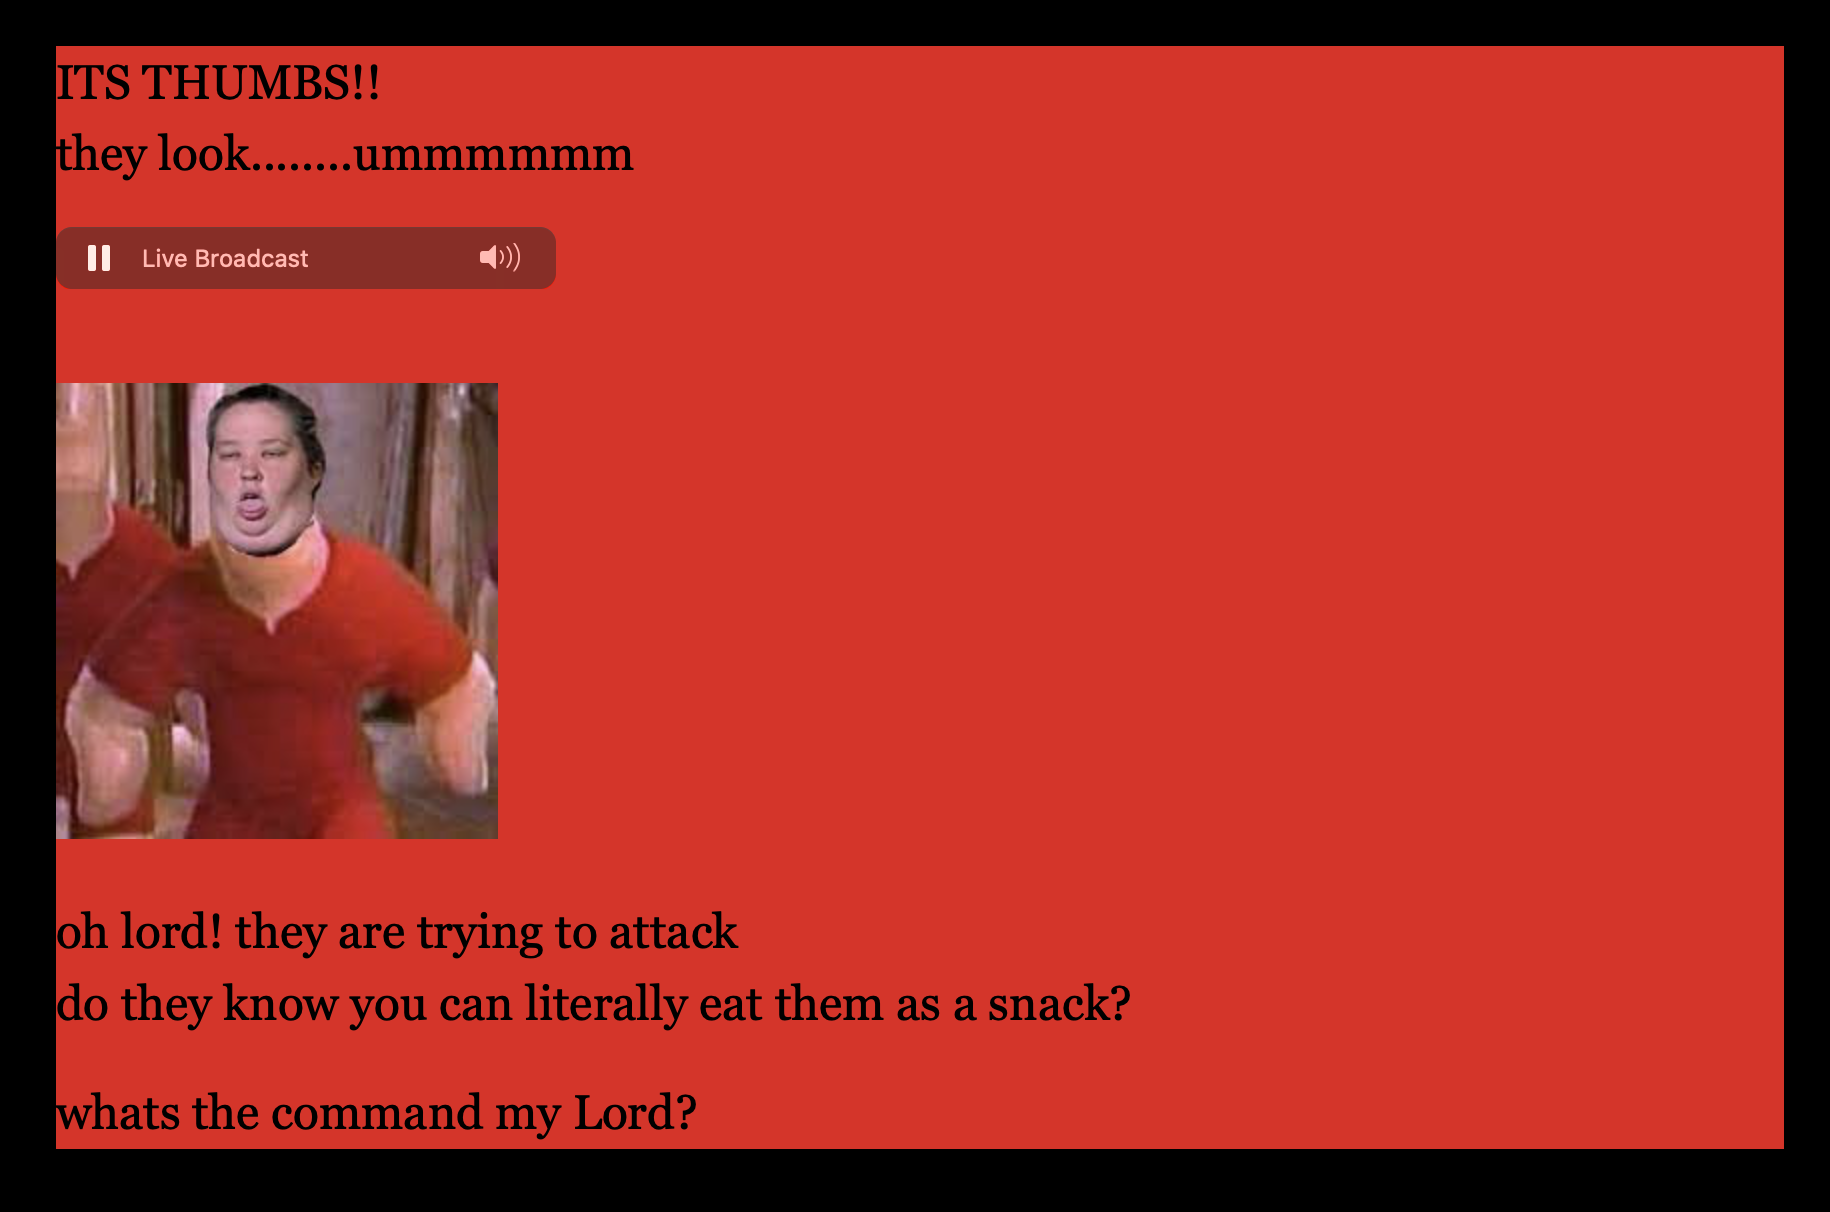 ITS THUMBS!!
they look........ummmmmm
Live Broadcast
oh lord! they are trying to attack
do they know you can literally eat them as a snack?
whats the command my Lord?